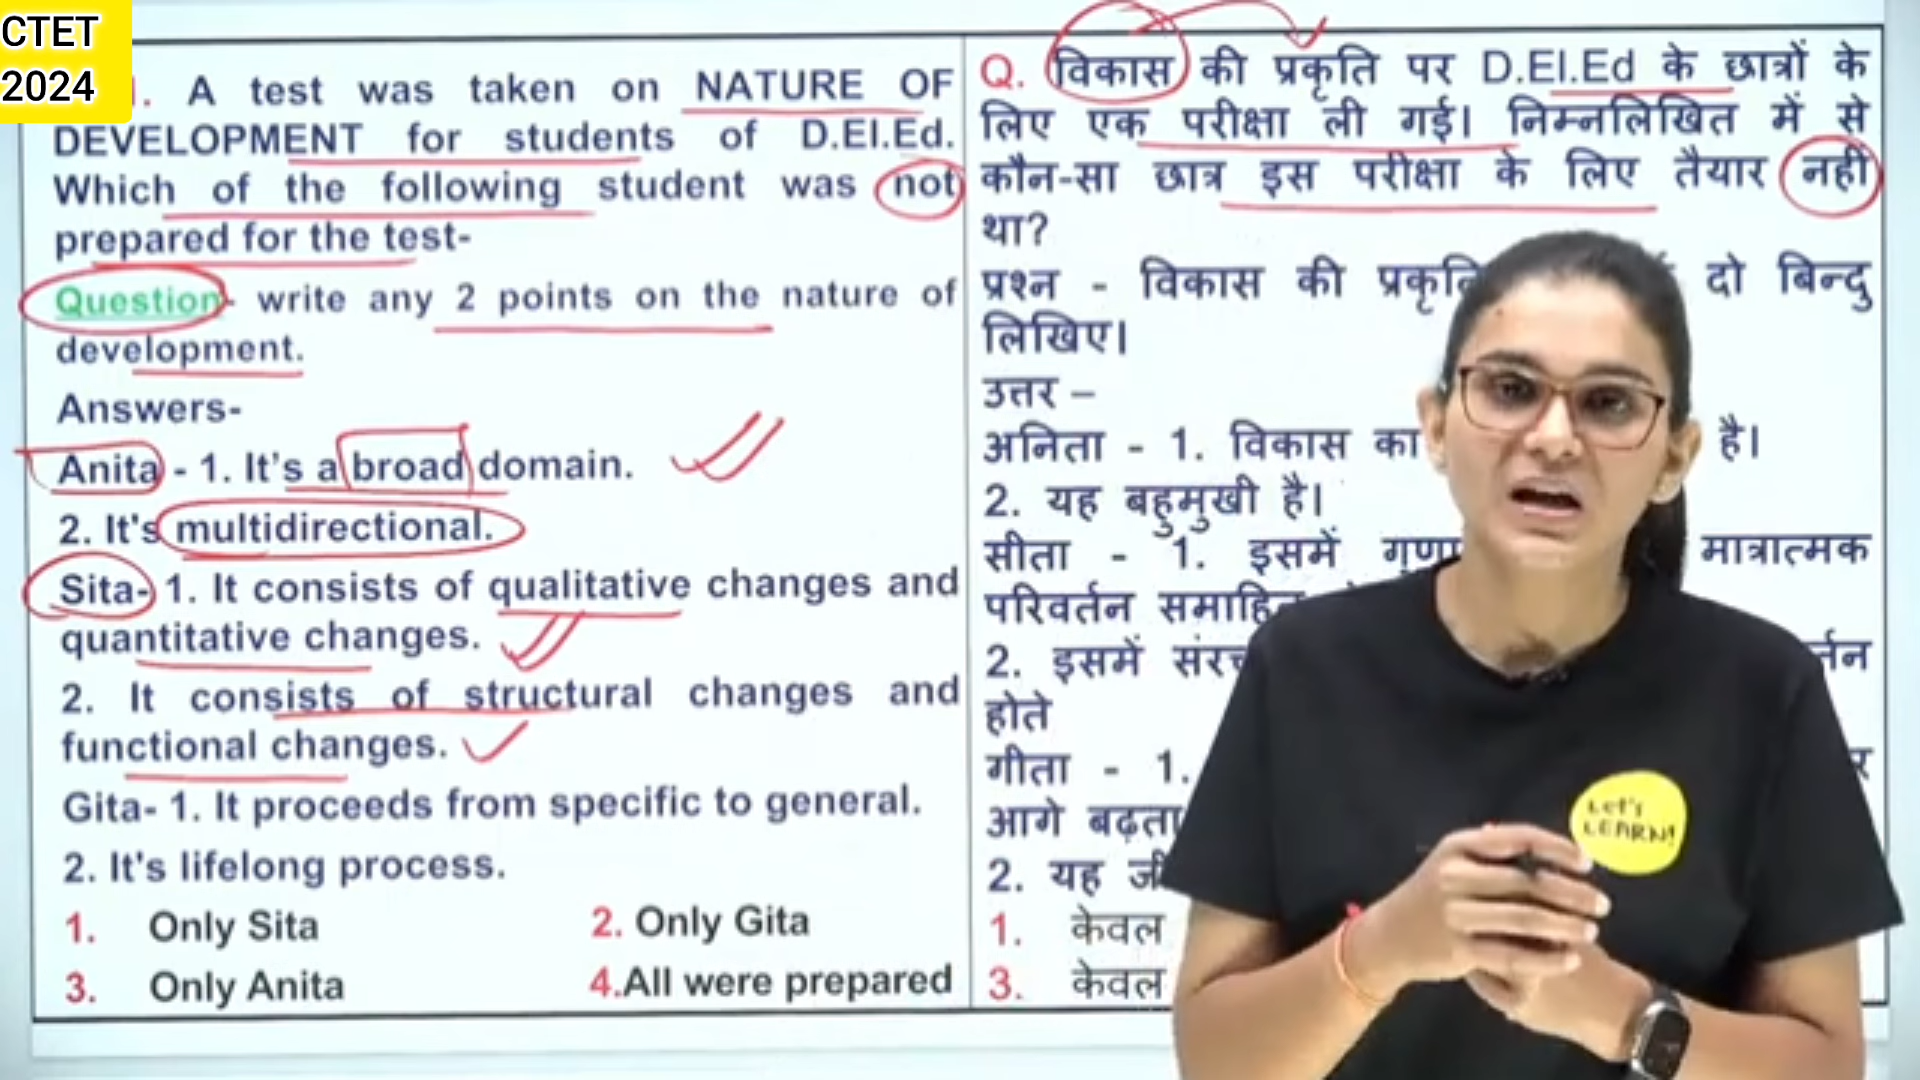 CTET
2024
. A test was taken on NATURE OF
DEVELOPMENT for students of D.El.Ed.
Which of the following student was not
prepared for the test-
Question- write any 2 points on the nature of
development.
Answers-
Anita - 1. It's a broad domain.
2. It's multidirectional.
Sita- 1. It consists of qualitative changes and
quantitative changes.
2. It consists of structural changes and
functional changes.
Gita- 1. It proceeds from specific to general.
2. It's lifelong process.
1. Only Sita 2. Only Gita
3. Only Anita 4.All were prepared
Q. विकास की प्रकृति पर D.El.Ed के छात्रों के
लिए एक परीक्षा ली गई। निम्नलिखित में से
कौन-सा छात्र इस परीक्षा के लिए तैयार नहीं
था?
प्रश्न - विकास की दो बिन्दु
लिखिए।
उत्तर –
अनिता - 1. विकास का है।
2. यह बहुमुखी है।
सीता - 1. इसमें मात्रात्मक
परिवर्तन
2. इसमें
होते
गीता - 1.
आगे बढ़ता
2. यह
1. केवल
3. केवल
Let's
LEARN!